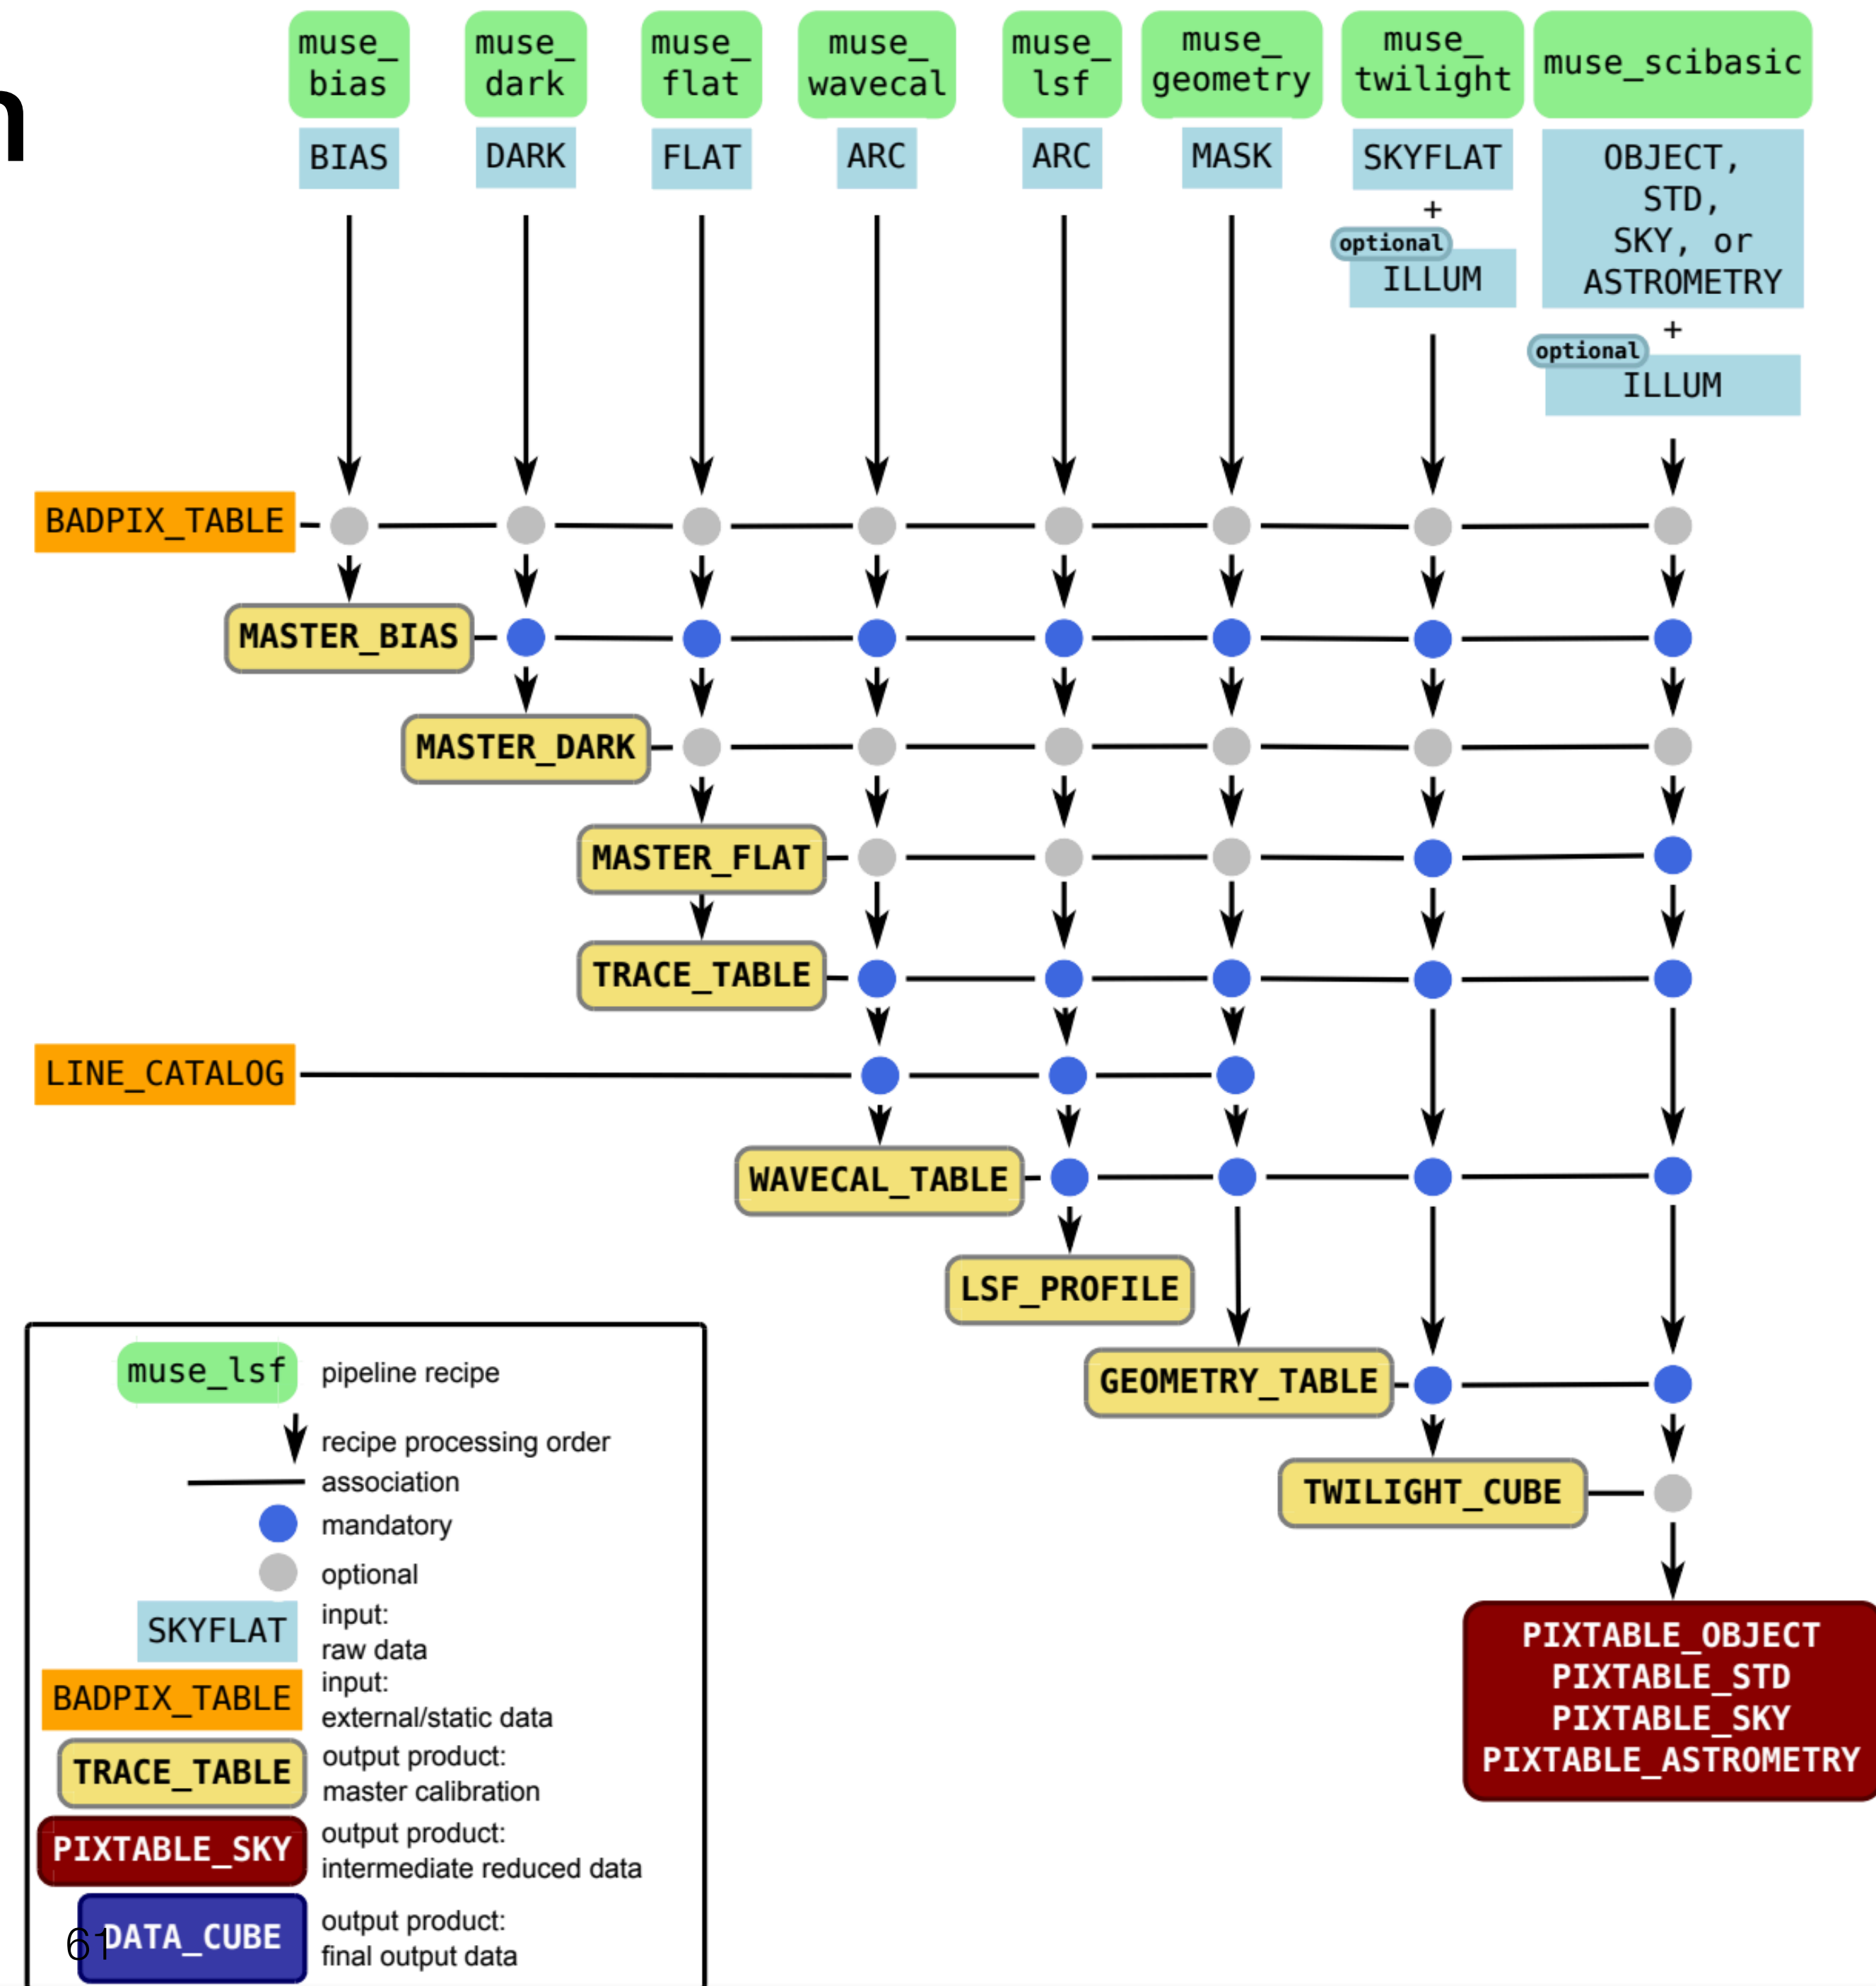 n
muse_
bias
muse_
dark
muse_
flat
muse_
wavecal
muse_
lsf
muse_
geometry
muse_
twilight
muse_scibasic
BIAS
DARK
FLAT
ARC
ARC
MASK
SKYFLAT
+
optional
ILLUM
OBJECT,
STD,
SKY, or
ASTROMETRY
+
optional
ILLUM
BADPIX_TABLE
MASTER_BIAS
MASTER_DARK
MASTER_FLAT
TRACE_TABLE
LINE_CATALOG
WAVECAL_TABLE
LSF_PROFILE
GEOMETRY_TABLE
TWILIGHT_CUBE
PIXTABLE_OBJECT
PIXTABLE_STD
PIXTABLE_SKY
PIXTABLE_ASTROMETRY
muse_lsf
pipeline recipe
recipe processing order
association
mandatory
optional
SKYFLAT
input:
raw data
BADPIX_TABLE
input:
external/static data
TRACE_TABLE
output product:
master calibration
PIXTABLE_SKY
output product:
intermediate reduced data
DATA_CUBE
output product:
final output data
61